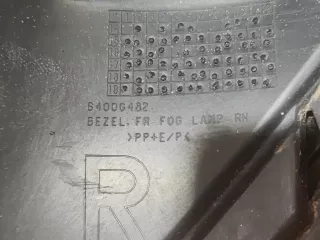 84006482
BEZEL,FR FOG LAMP-RH
>PP+E/P<
R